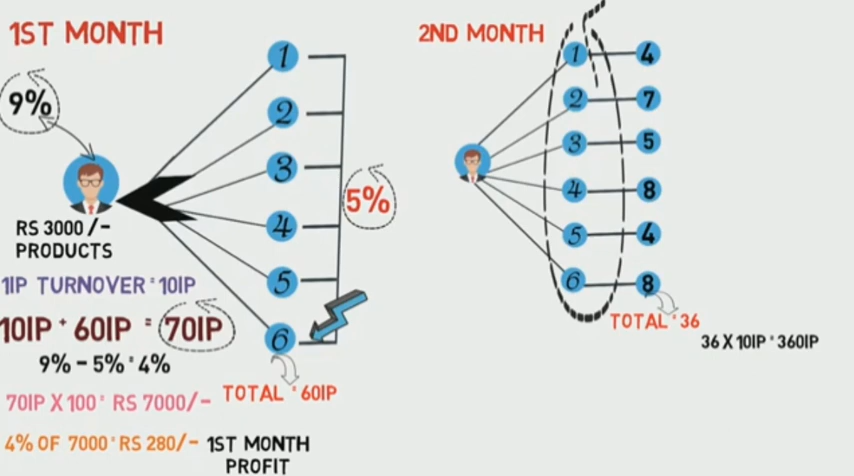 1ST MONTH
9%
RS 3000/-
PRODUCTS
1IP TURNOVER = 10IP
10IP + 60IP = 70IP
9% - 5% = 4%
70IP X 100 = RS 7000/-
4% OF 7000 = RS 280/- 1ST MONTH
PROFIT
1
2
3
4
5
6
5%
TOTAL = 60IP
2ND MONTH
1 4
2 7
3 5
4 8
5 4
6 8
TOTAL = 36
36 X 10IP = 360IP